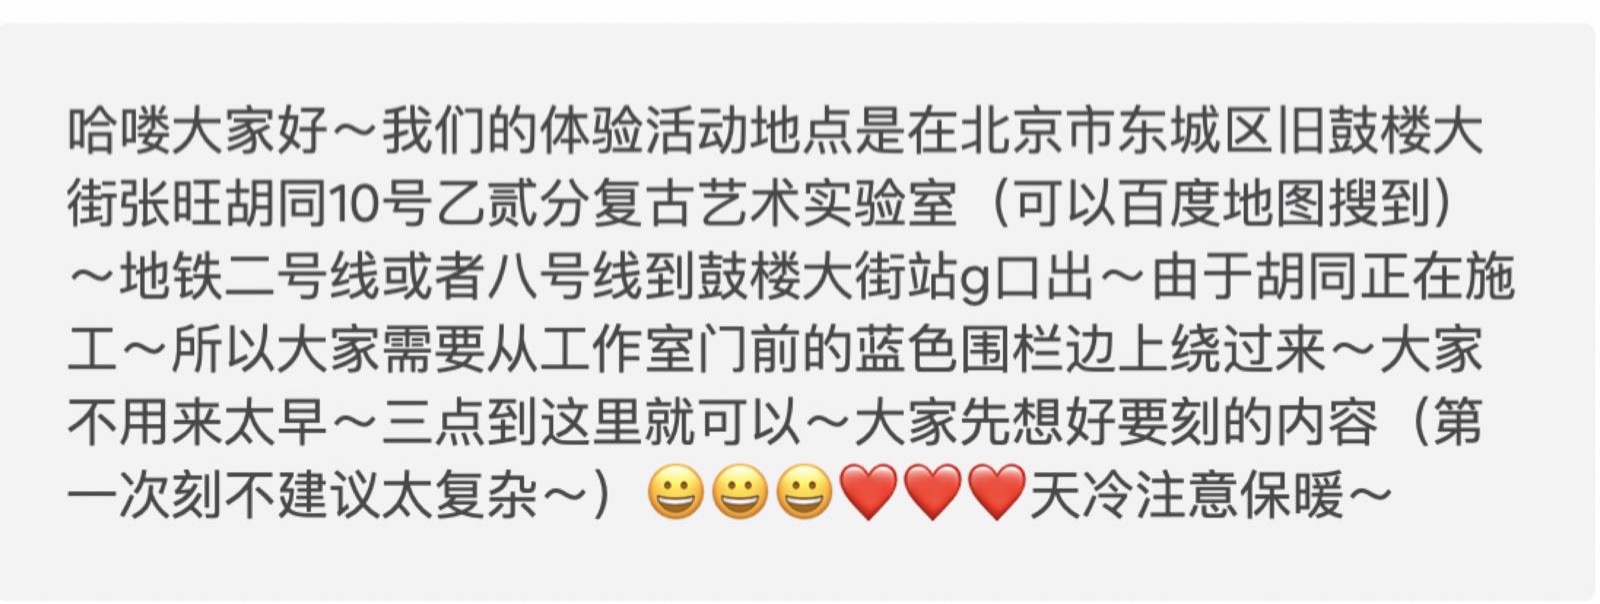 哈喽大家好～我们的体验活动地点是在北京市东城区旧鼓楼大
街张旺胡同10号乙贰分复古艺术实验室（可以百度地图搜到）
～地铁二号线或者八号线到鼓楼大街站g口出～由于胡同正在施
工～所以大家需要从工作室门前的蓝色围栏边上绕过来～大家
不用来太早～三点到这里就可以～大家先想好要刻的内容（第
一次刻不建议太复杂～）😀😀😀❤️❤️❤️天冷注意保暖～